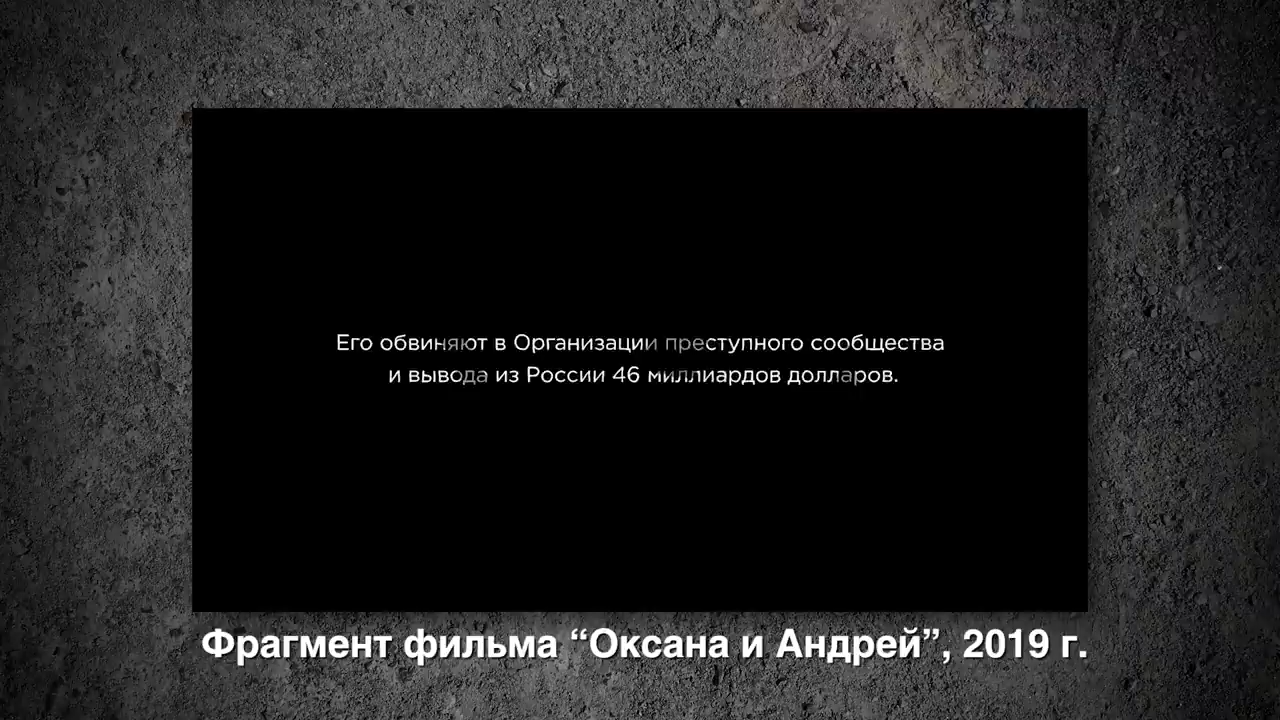 Его обвиняют в Организации преступного сообщества
и вывода из России 46 миллиардов долларов.
Фрагмент фильма “Оксана и Андрей”, 2019 г.